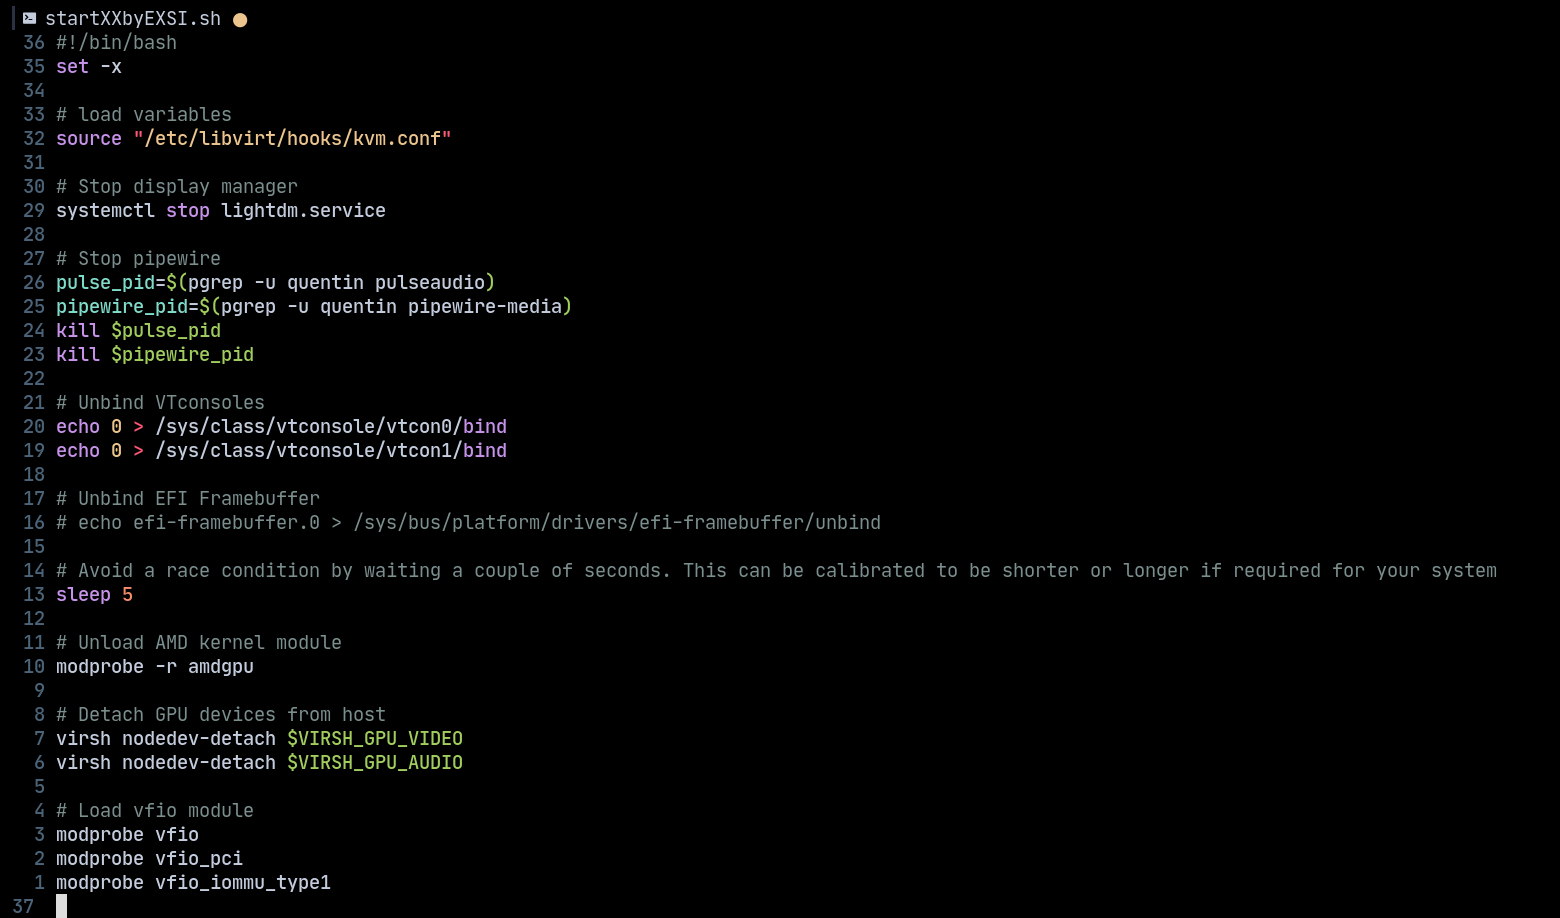 startXXbyEXSI.sh
36 #!/bin/bash
35 set -x
34
33 # load variables
32 source "/etc/libvirt/hooks/kvm.conf"
31
30 # Stop display manager
29 systemctl stop lightdm.service
28
27 # Stop pipewire
26 pulse_pid=$(pgrep -u quentin pulseaudio)
25 pipewire_pid=$(pgrep -u quentin pipewire-media)
24 kill $pulse_pid
23 kill $pipewire_pid
22
21 # Unbind VTconsoles
20 echo 0 > /sys/class/vtconsole/vtcon0/bind
19 echo 0 > /sys/class/vtconsole/vtcon1/bind
18
17 # Unbind EFI Framebuffer
16 # echo efi-framebuffer.0 > /sys/bus/platform/drivers/efi-framebuffer/unbind
15
14 # Avoid a race condition by waiting a couple of seconds. This can be calibrated to be shorter or longer if required for your system
13 sleep 5
12
11 # Unload AMD kernel module
10 modprobe -r amdgpu
9
8 # Detach GPU devices from host
7 virsh nodedev-detach $VIRSH_GPU_VIDEO
6 virsh nodedev-detach $VIRSH_GPU_AUDIO
5
4 # Load vfio module
3 modprobe vfio
2 modprobe vfio_pci
1 modprobe vfio_iommu_type1
37